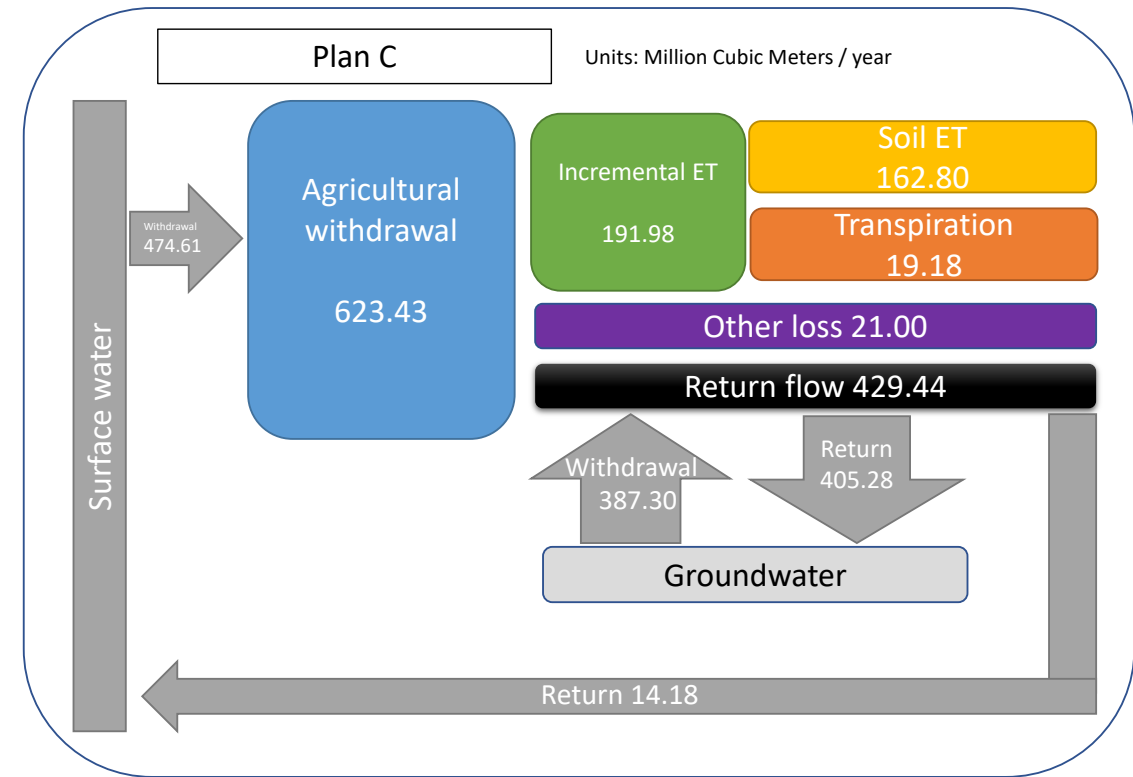 Plan C
Units: Million Cubic Meters / year
Surface water
Withdrawal
474.61
Agricultural
withdrawal
623.43
Incremental ET
191.98
Soil ET
162.80
Transpiration
19.18
Other loss 21.00
Return flow 429.44
Withdrawal
387.30
Return
405.28
Groundwater
Return 14.18